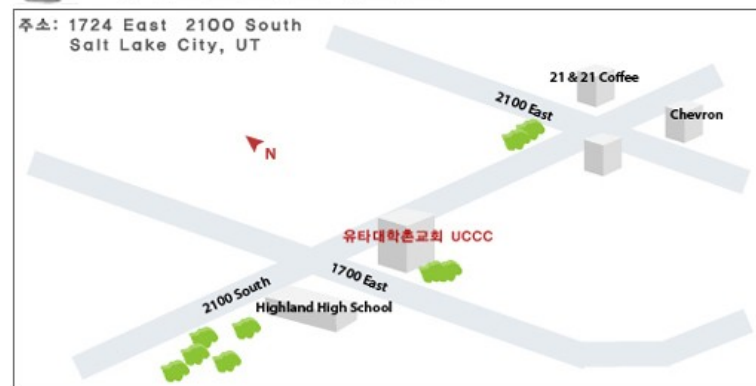 주소: 1724 East 2100 South
Salt Lake City, UT
21 & 21 Coffee
2100 East
Chevron
N
유타대학촌교회 UCCC
1700 East
2100 South
Highland High School